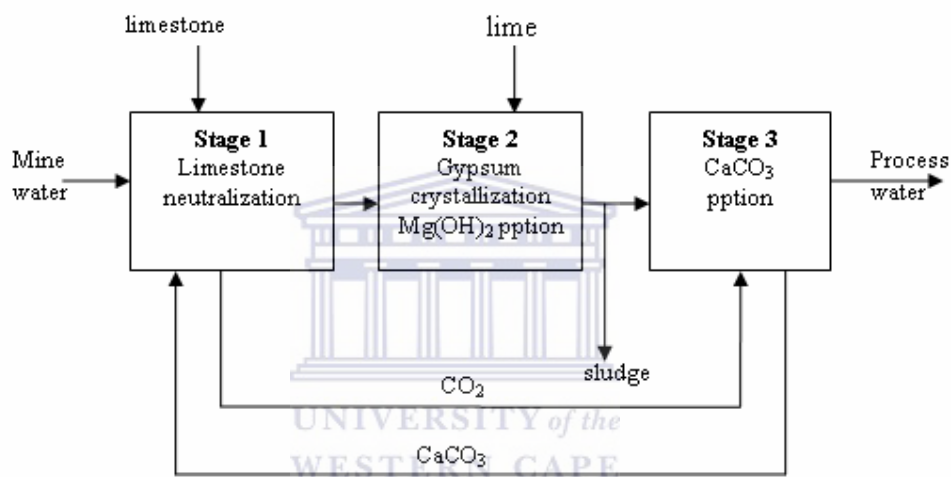 limestone
lime
Mine
water
Stage 1
Limestone
neutralization
Stage 2
Gypsum
crystallization
Mg(OH)₂ pption
Stage 3
CaCO₃
pption
Process
water
sludge
CO₂
UNIVERSITY of the
CaCO₃
WESTERN CAPE